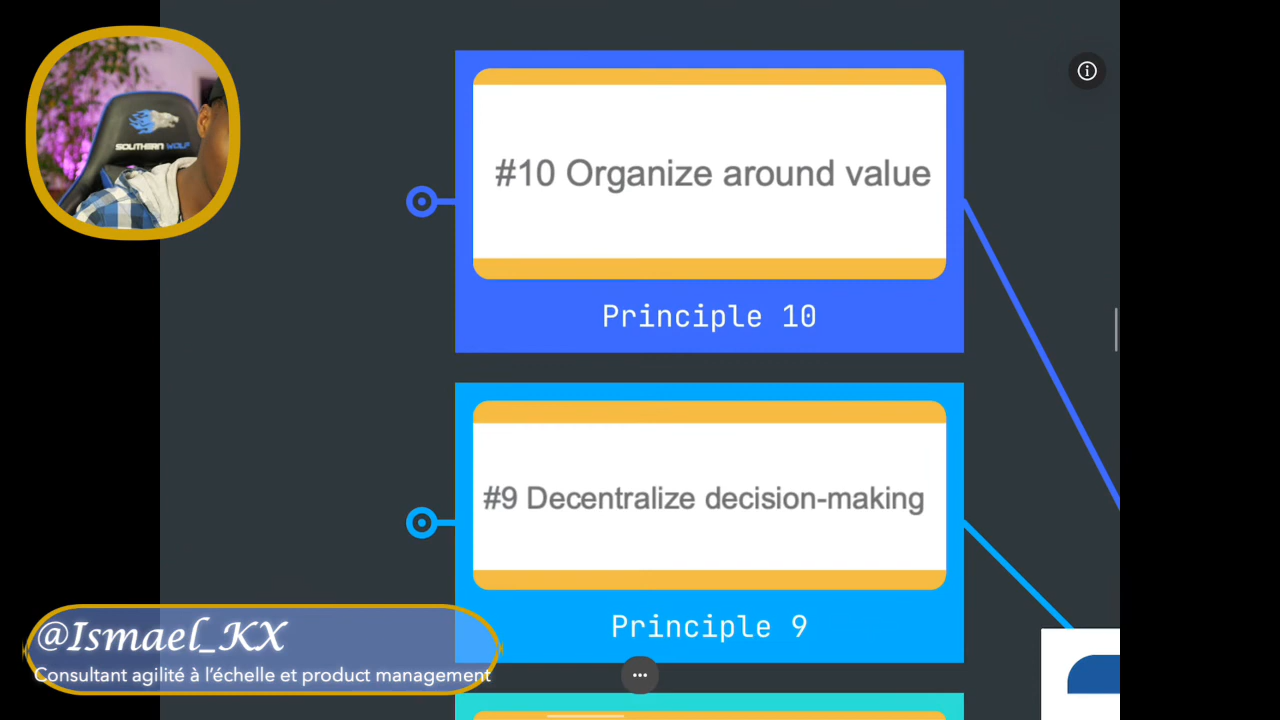 SOUTHERN WOLF
#10 Organize around value
Principle 10
#9 Decentralize decision-making
Principle 9
@Ismael_KX
Consultant agilité à l’échelle et product management